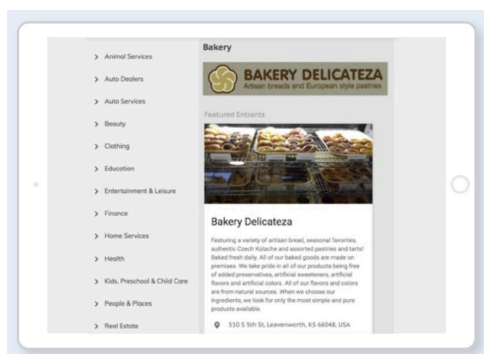 Animal Services
Auto Dealers
Auto Services
Beauty
Clothing
Education
Entertainment & Leisure
Finance
Home Services
Health
Kids, Preschool & Child Care
People & Places
Real Estate
Bakery
BAKERY DELICATEZA
Artisan breads and European style pastries
Featured Entrants
Bakery Delicateza
Featuring a variety of artisan bread, seasonal favorites,
authentic Czech Kolache and assorted pastries and tarts!
Baked fresh daily. All of our baked goods are made on
premises. We take pride in all of our products being free
of added preservatives, artificial sweeteners, artificial
flavors and artificial colors. All of our flavors and colors
are from natural sources. When we choose our
ingredients, we look for only the most simple and pure
products available.
510 S 5th St, Leavenworth, KS 66048, USA